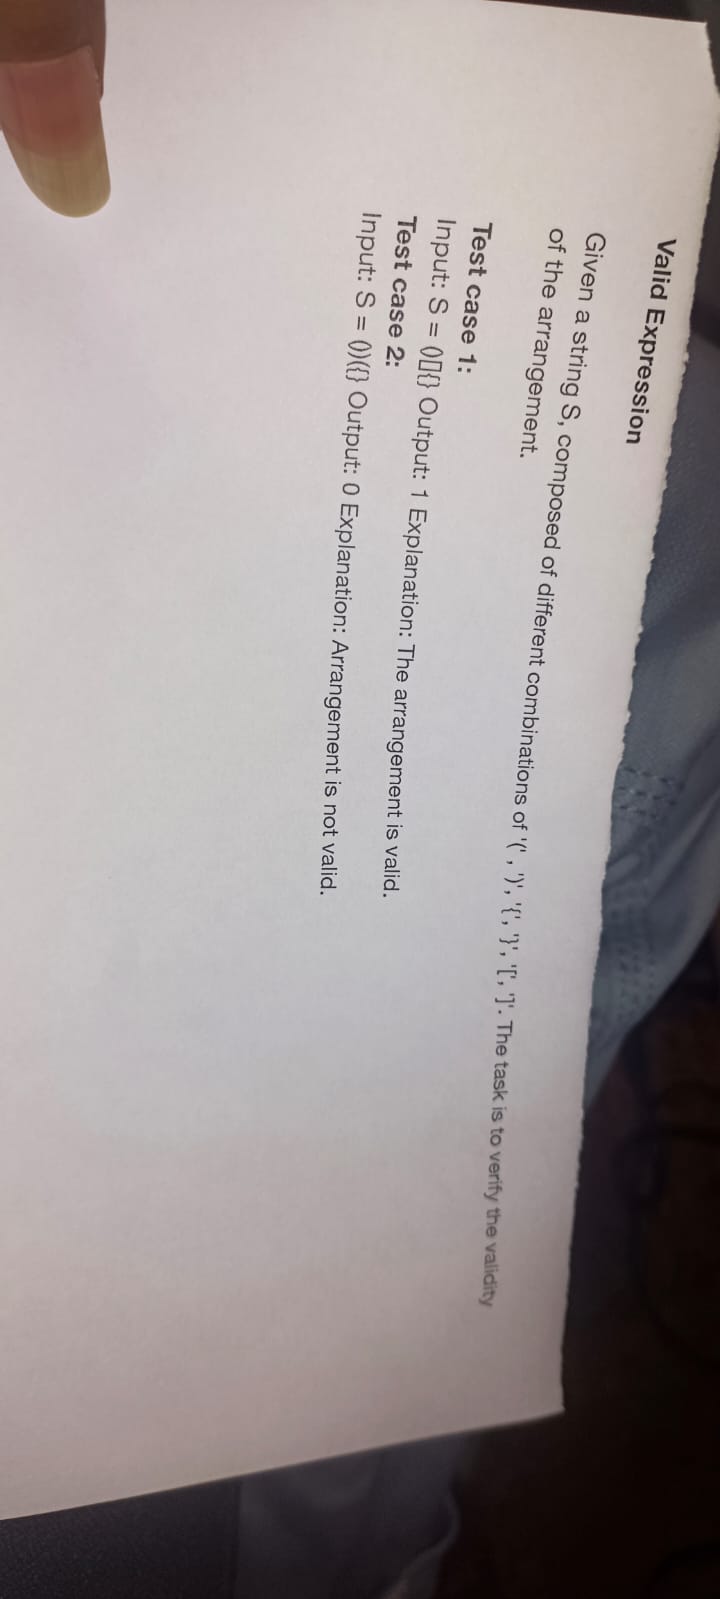 Valid Expression
Given a string S, composed of different combinations of '(' , ')', '{', '}', '[', ']'. The task is to verify the validity
of the arrangement.
Test case 1:
Input: S = ()[]{} Output: 1 Explanation: The arrangement is valid.
Test case 2:
Input: S = ()){{} Output: 0 Explanation: Arrangement is not valid.